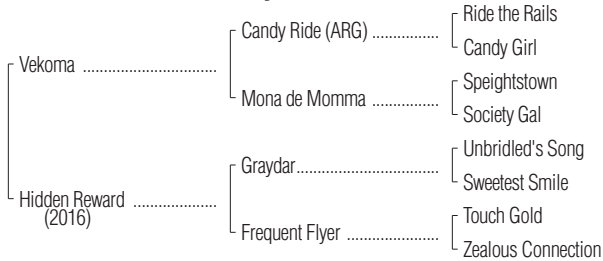 Ride the Rails
Candy Ride (ARG) ................
Candy Girl
Vekoma ................................
Speightstown
Mona de Momma ................
Society Gal
Unbridled's Song
Graydar..................................
Sweetest Smile
Hidden Reward ....................
(2016)
Touch Gold
Frequent Flyer ......................
Zealous Connection